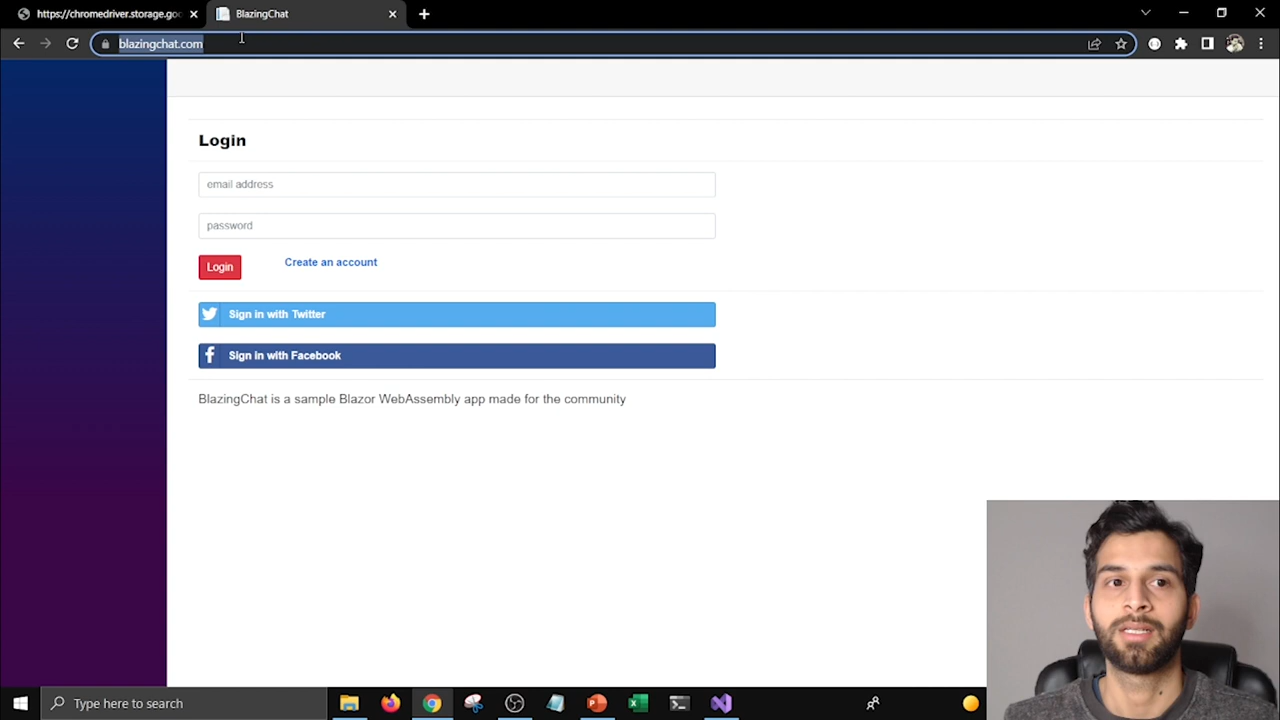 https://chromedriver.storage.goo
BlazingChat
blazingchat.com
Login
email address
password
Login
Create an account
Sign in with Twitter
Sign in with Facebook
BlazingChat is a sample Blazor WebAssembly app made for the community
Type here to search